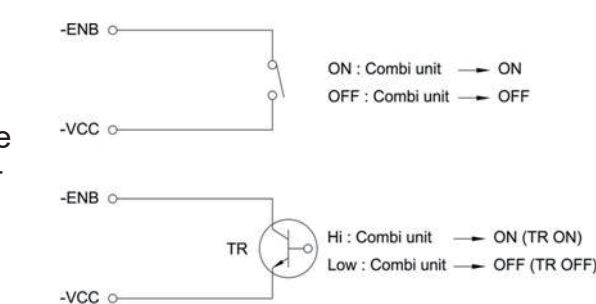 -ENB
ON : Combi unit → ON
OFF : Combi unit → OFF
-VCC
e
-ENB
TR
Hi : Combi unit → ON (TR ON)
Low : Combi unit → OFF (TR OFF)
-VCC